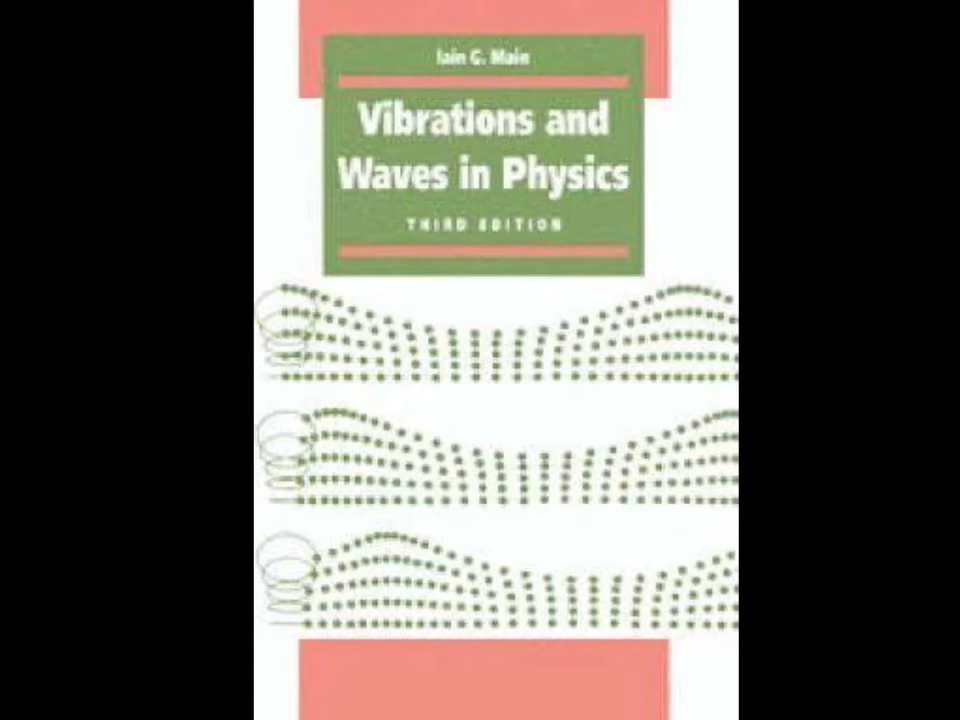 Iain G. Main
Vibrations and
Waves in Physics
THIRD EDITION